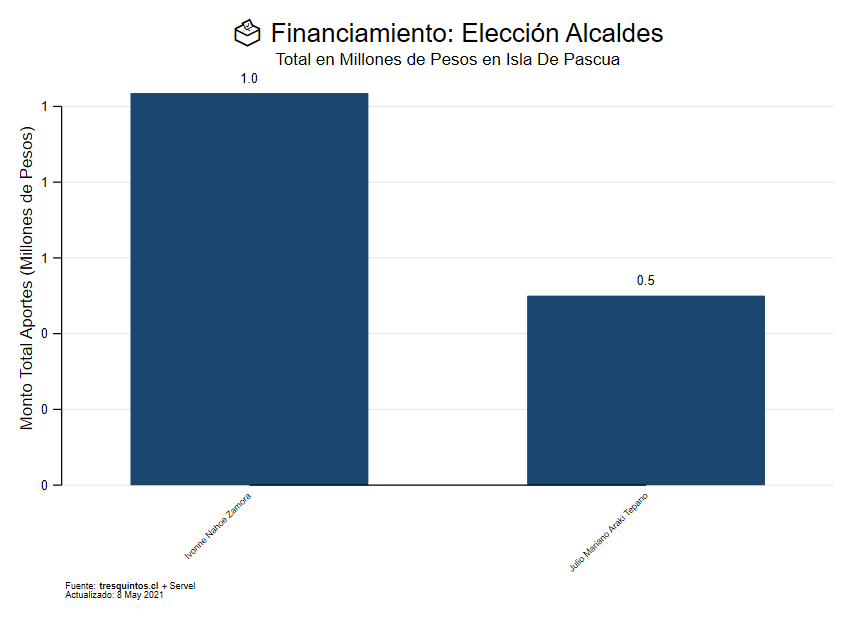 Financiamiento: Elección Alcaldes
Total en Millones de Pesos en Isla De Pascua
Monto Total Aportes (Millones de Pesos)
1
1
1
0
0
0
1.0
0.5
Ivonne Nahoe Zamora
Julio Mariano Araki Tepano
Fuente: tresquintos.cl + Servel
Actualizado: 8 May 2021